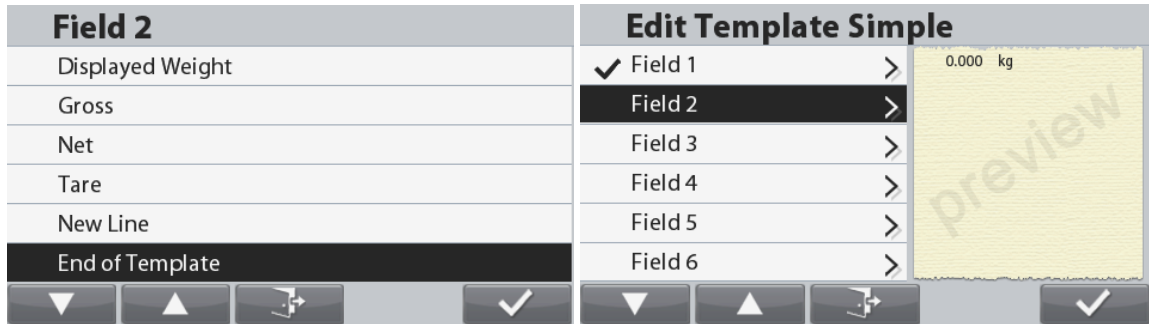 Field 2
Displayed Weight
Gross
Net
Tare
New Line
End of Template
Edit Template Simple
Field 1
Field 2
Field 3
Field 4
Field 5
Field 6
0.000 kg
preview